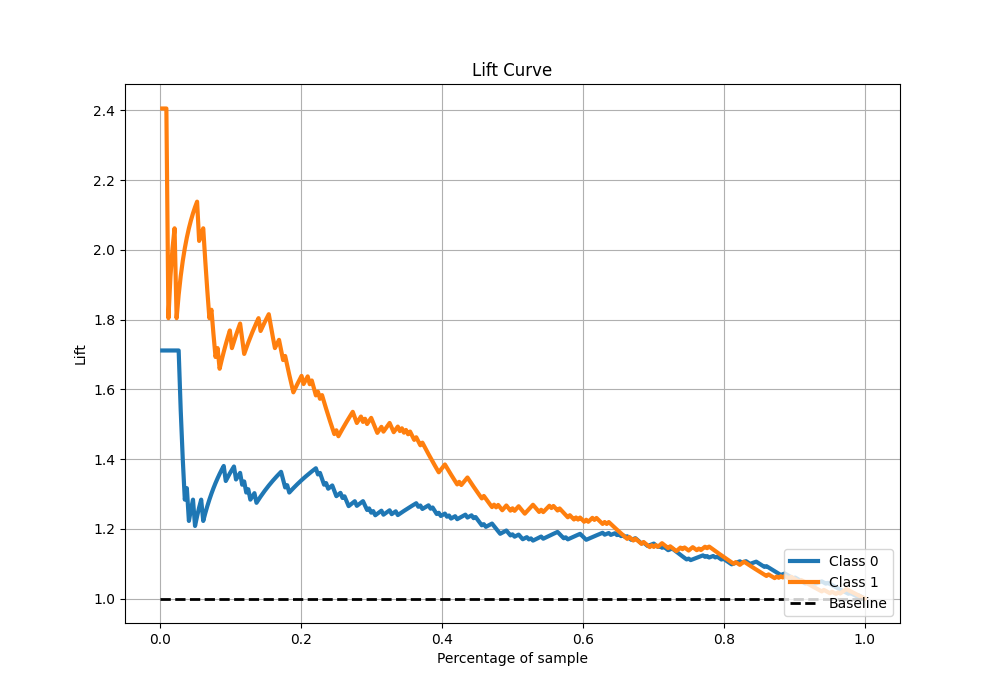 Lift Curve
Lift
2.4
2.2
2.0
1.8
1.6
1.4
1.2
1.0
0.0 0.2 0.4 0.6 0.8 1.0
Percentage of sample
Class 0
Class 1
Baseline